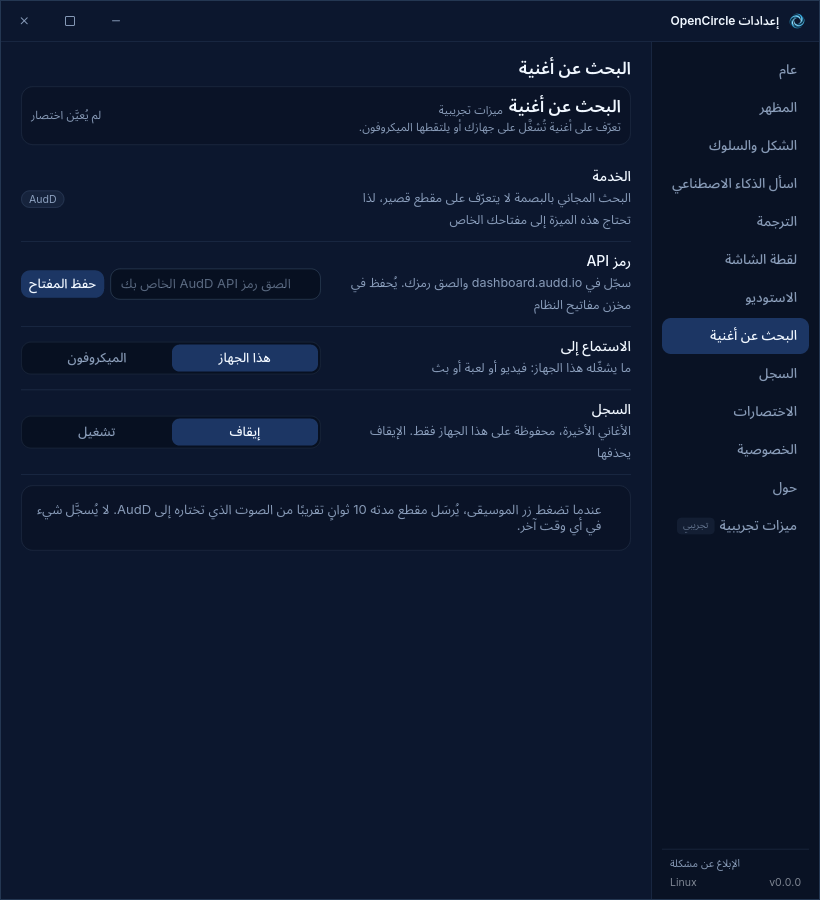 إعدادات OpenCircle
عام
المظهر
الشكل والسلوك
اسأل الذكاء الاصطناعي
الترجمة
لقطة الشاشة
الاستوديو
البحث عن أغنية
السجل
الاختصارات
الخصوصية
حول
ميزات تجريبية تجريبي
الإبلاغ عن مشكلة
v0.0.0 Linux
البحث عن أغنية
البحث عن أغنية ميزات تجريبية
تعرّف على أغنية تُشغَّل على جهازك أو يلتقطها الميكروفون.
لم يُعيَّن اختصار
الخدمة
البحث المجاني بالبصمة لا يتعرّف على مقطع قصير، لذا
تحتاج هذه الميزة إلى مفتاحك الخاص
AudD
رمز API
سجّل في dashboard.audd.io والصق رمزك. يُحفظ في
مخزن مفاتيح النظام
الصق رمز AudD API الخاص بك
حفظ المفتاح
الاستماع إلى
ما يشغّله هذا الجهاز: فيديو أو لعبة أو بث
هذا الجهاز
الميكروفون
السجل
الأغاني الأخيرة، محفوظة على هذا الجهاز فقط. الإيقاف
يحذفها
إيقاف
تشغيل
عندما تضغط زر الموسيقى، يُرسَل مقطع مدته 10 ثوانٍ تقريبًا من الصوت الذي تختاره إلى AudD. لا يُسجَّل شيء
في أي وقت آخر.